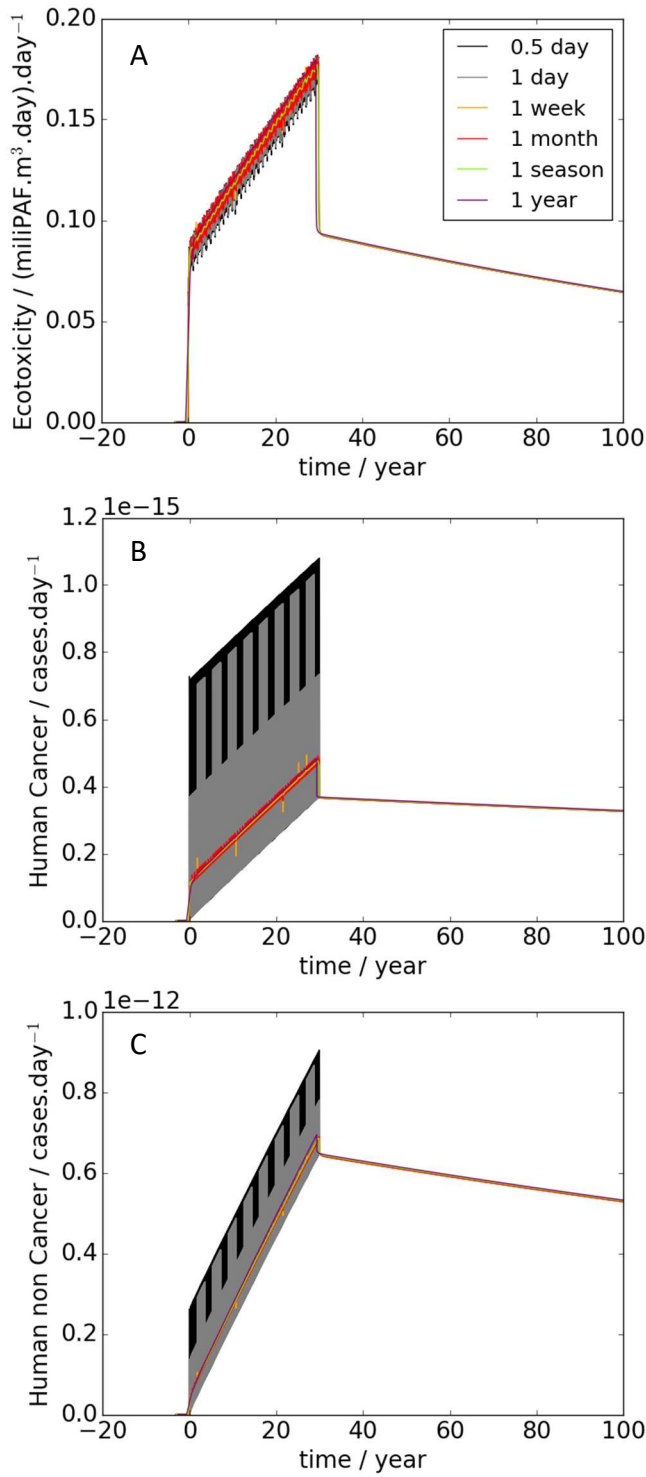 A
0.20
0.15
0.10
0.05
0.00
Ecotoxicity / (miliPAF.m³.day).day⁻¹
0.5 day
1 day
1 week
1 month
1 season
1 year
−20 0 20 40 60 80 100
time / year
1e−15
B
1.2
1.0
0.8
0.6
0.4
0.2
0.0
Human Cancer / cases.day⁻¹
−20 0 20 40 60 80 100
time / year
1e−12
C
1.0
0.8
0.6
0.4
0.2
0.0
Human non Cancer / cases.day⁻¹
−20 0 20 40 60 80 100
time / year